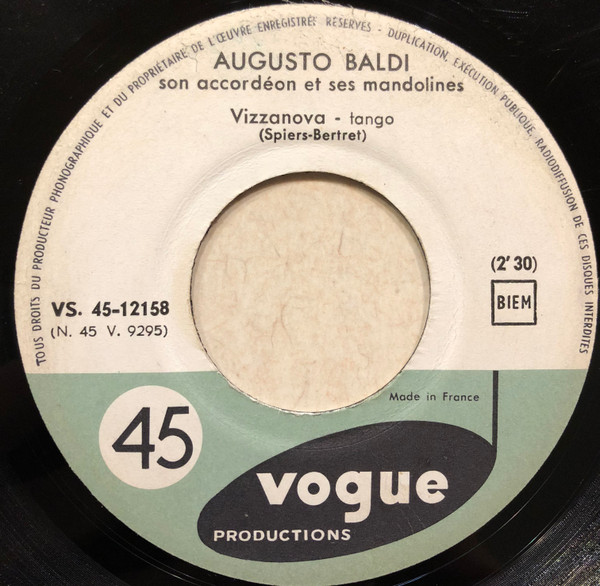 TOUS DROITS DU PRODUCTEUR PHONOGRAPHIQUE ET DU PROPRIÉTAIRE DE L'ŒUVRE ENREGISTRÉE RÉSERVÉS - DUPLICATION, EXÉCUTION PUBLIQUE, RADIODIFFUSION DE CES DISQUES INTERDITES
AUGUSTO BALDI
son accordéon et ses mandolines
Vizzanova - tango
(Spiers-Bertret)
(2' 30)
BIEM
VS. 45-12158
(N. 45 V. 9295)
Made in France
45
vogue
PRODUCTIONS